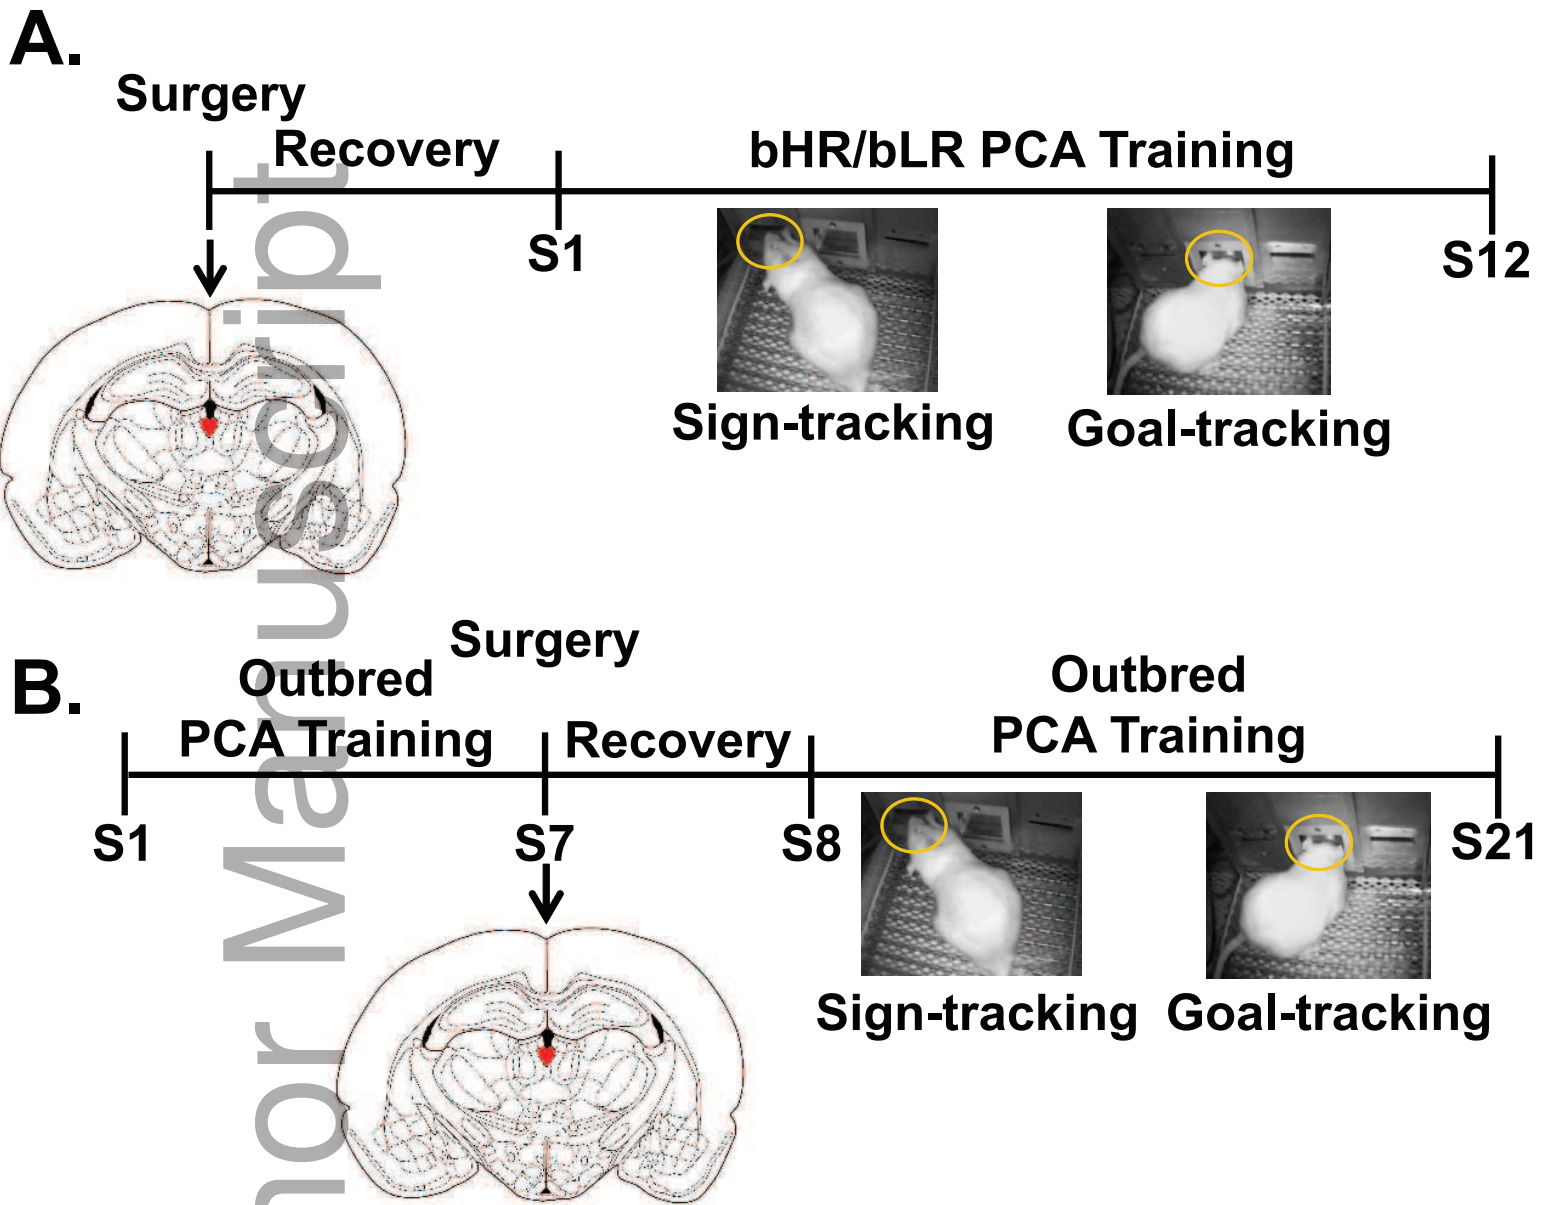 A.
Surgery
Recovery
bHR/bLR PCA Training
S1
S12
Sign-tracking
Goal-tracking
B.
Surgery
Outbred
PCA Training
Recovery
Outbred
PCA Training
S1
S7
S8
S21
Sign-tracking
Goal-tracking
Manuscript